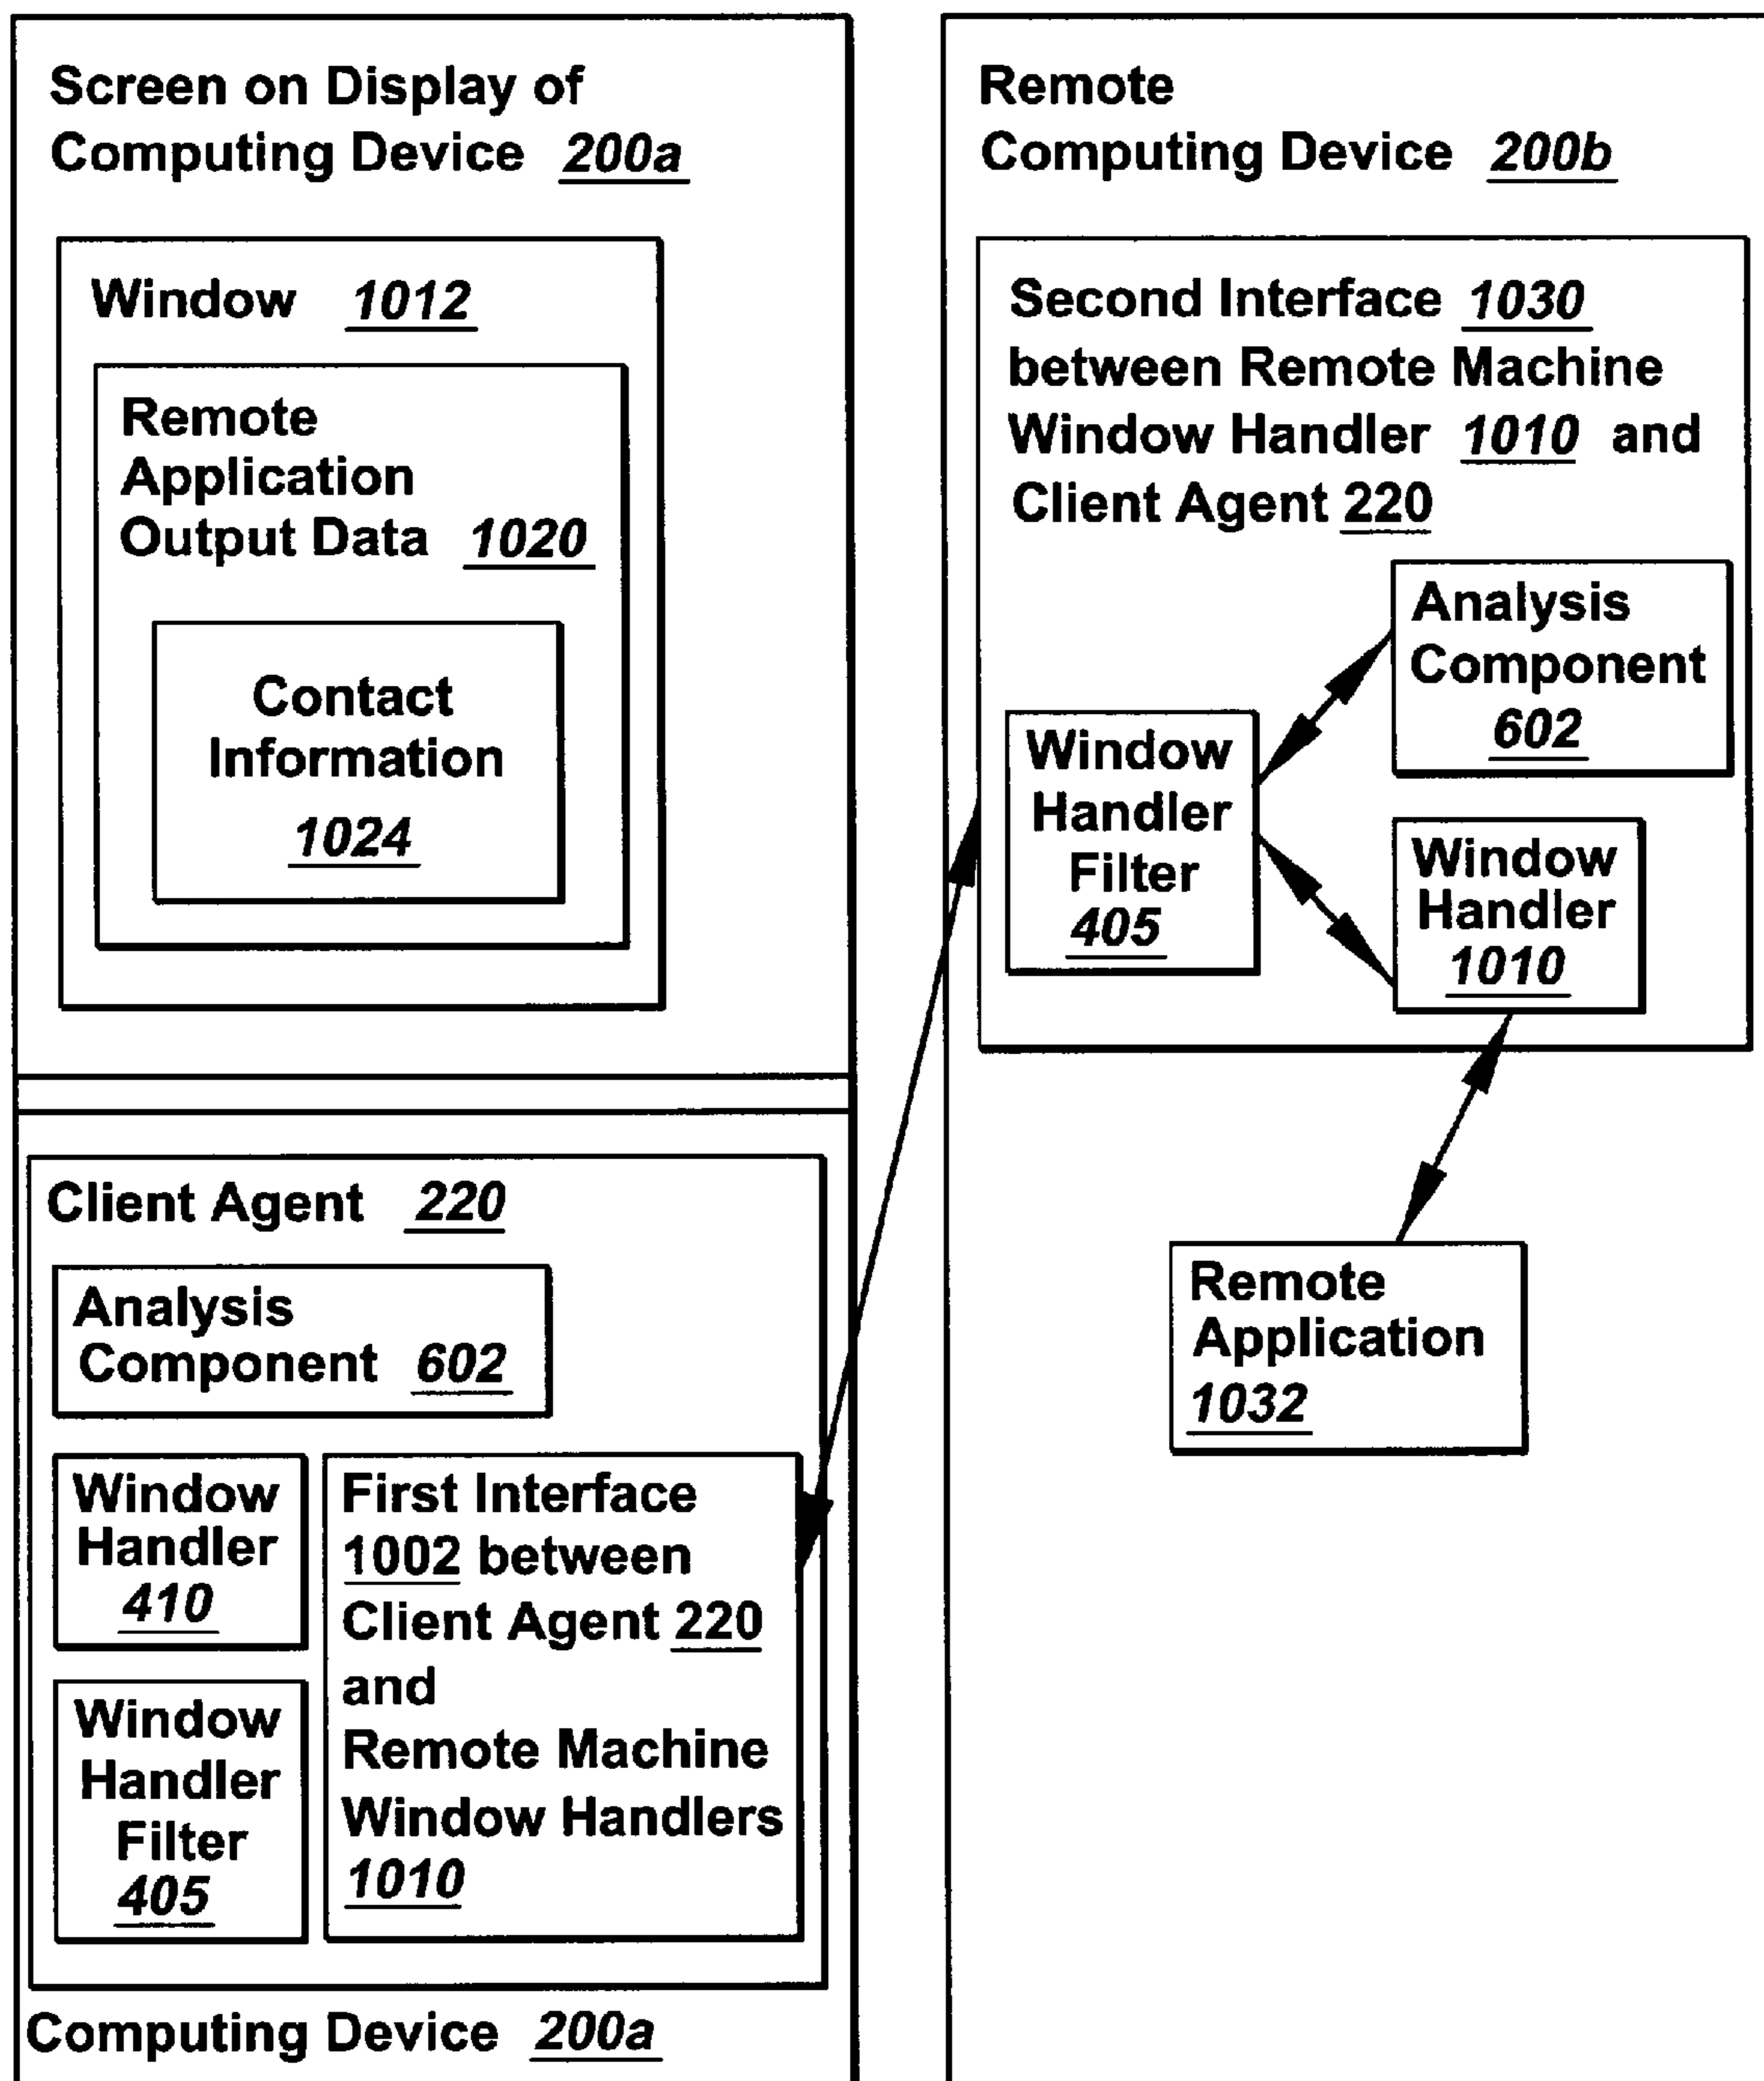 Screen on Display of
Computing Device 200a
Window 1012
Remote
Application
Output Data 1020
Contact
Information
1024
Client Agent 220
Analysis
Component 602
Window
Handler
410
Window
Handler
Filter
405
First Interface
1002 between
Client Agent 220
and
Remote Machine
Window Handlers
1010
Computing Device 200a
Remote
Computing Device 200b
Second Interface 1030
between Remote Machine
Window Handler 1010 and
Client Agent 220
Analysis
Component
602
Window
Handler
Filter
405
Window
Handler
1010
Remote
Application
1032